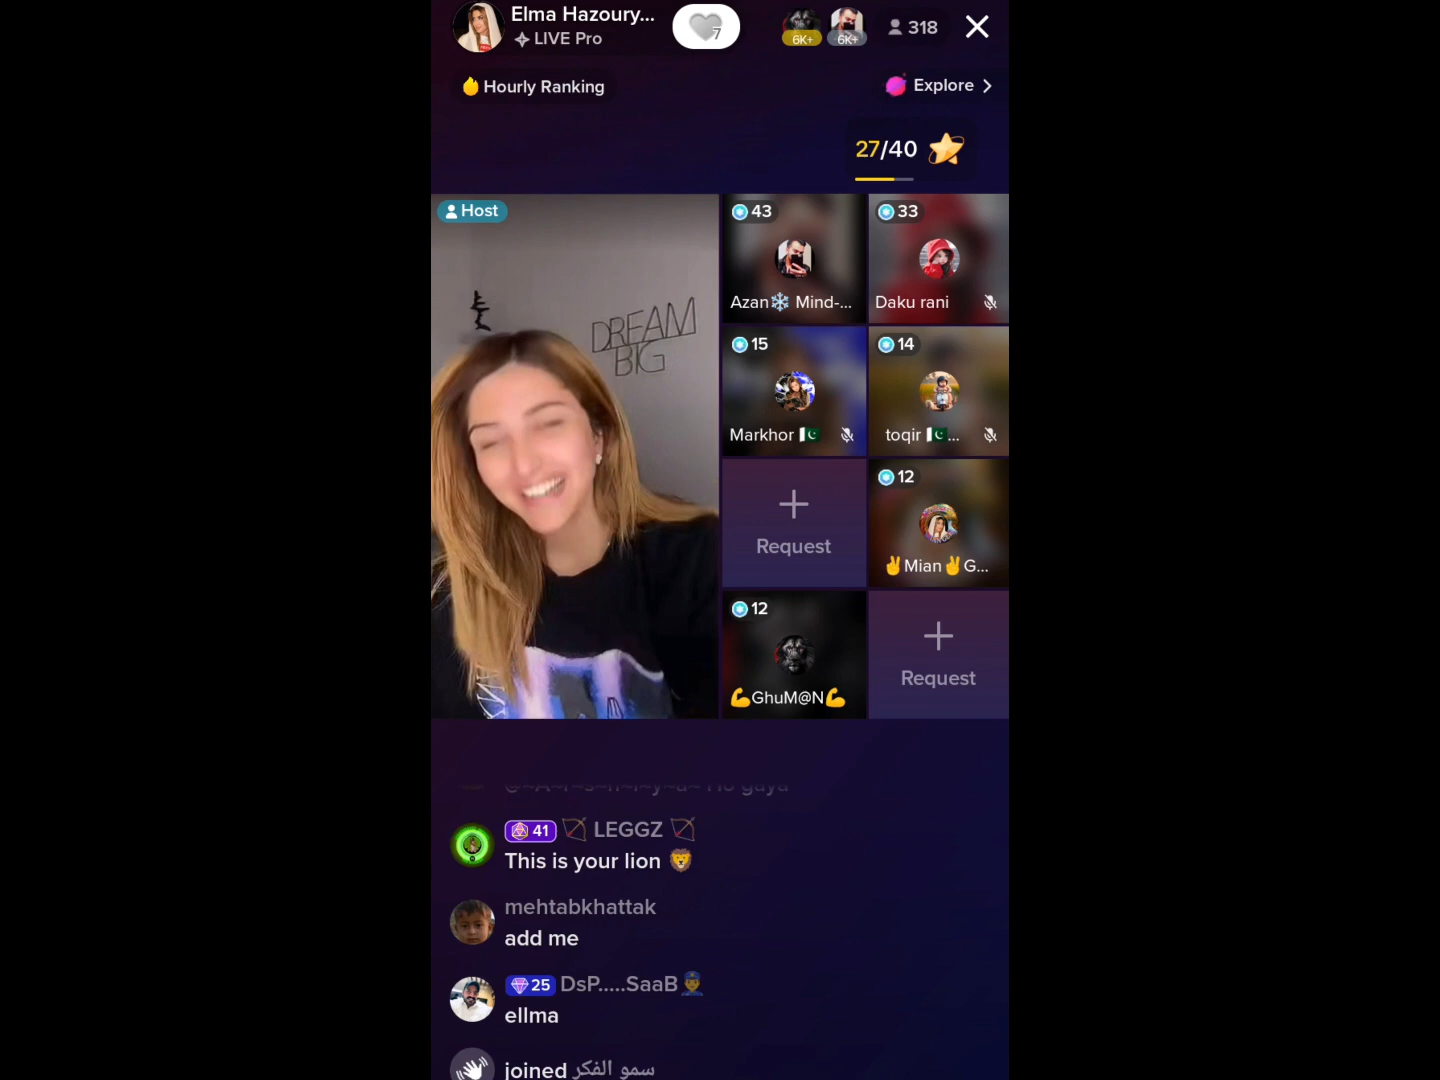 Elma Hazoury...
LIVE Pro
7
6K+
6K+
318
Hourly Ranking
Explore
27/40
Host
DREAM
BIG
43
Azan❄️ Mind-...
33
Daku rani
15
Markhor 🇵🇰
14
toqir 🇵🇰...
Request
12
✌️Mian✌️G...
12
💪GhuM@N💪
Request
Ho gaya
41 🏹 LEGGZ 🏹
This is your lion 🦁
mehtabkhattak
add me
25 DsP.....SaaB👮
ellma
joined سمو الفكر